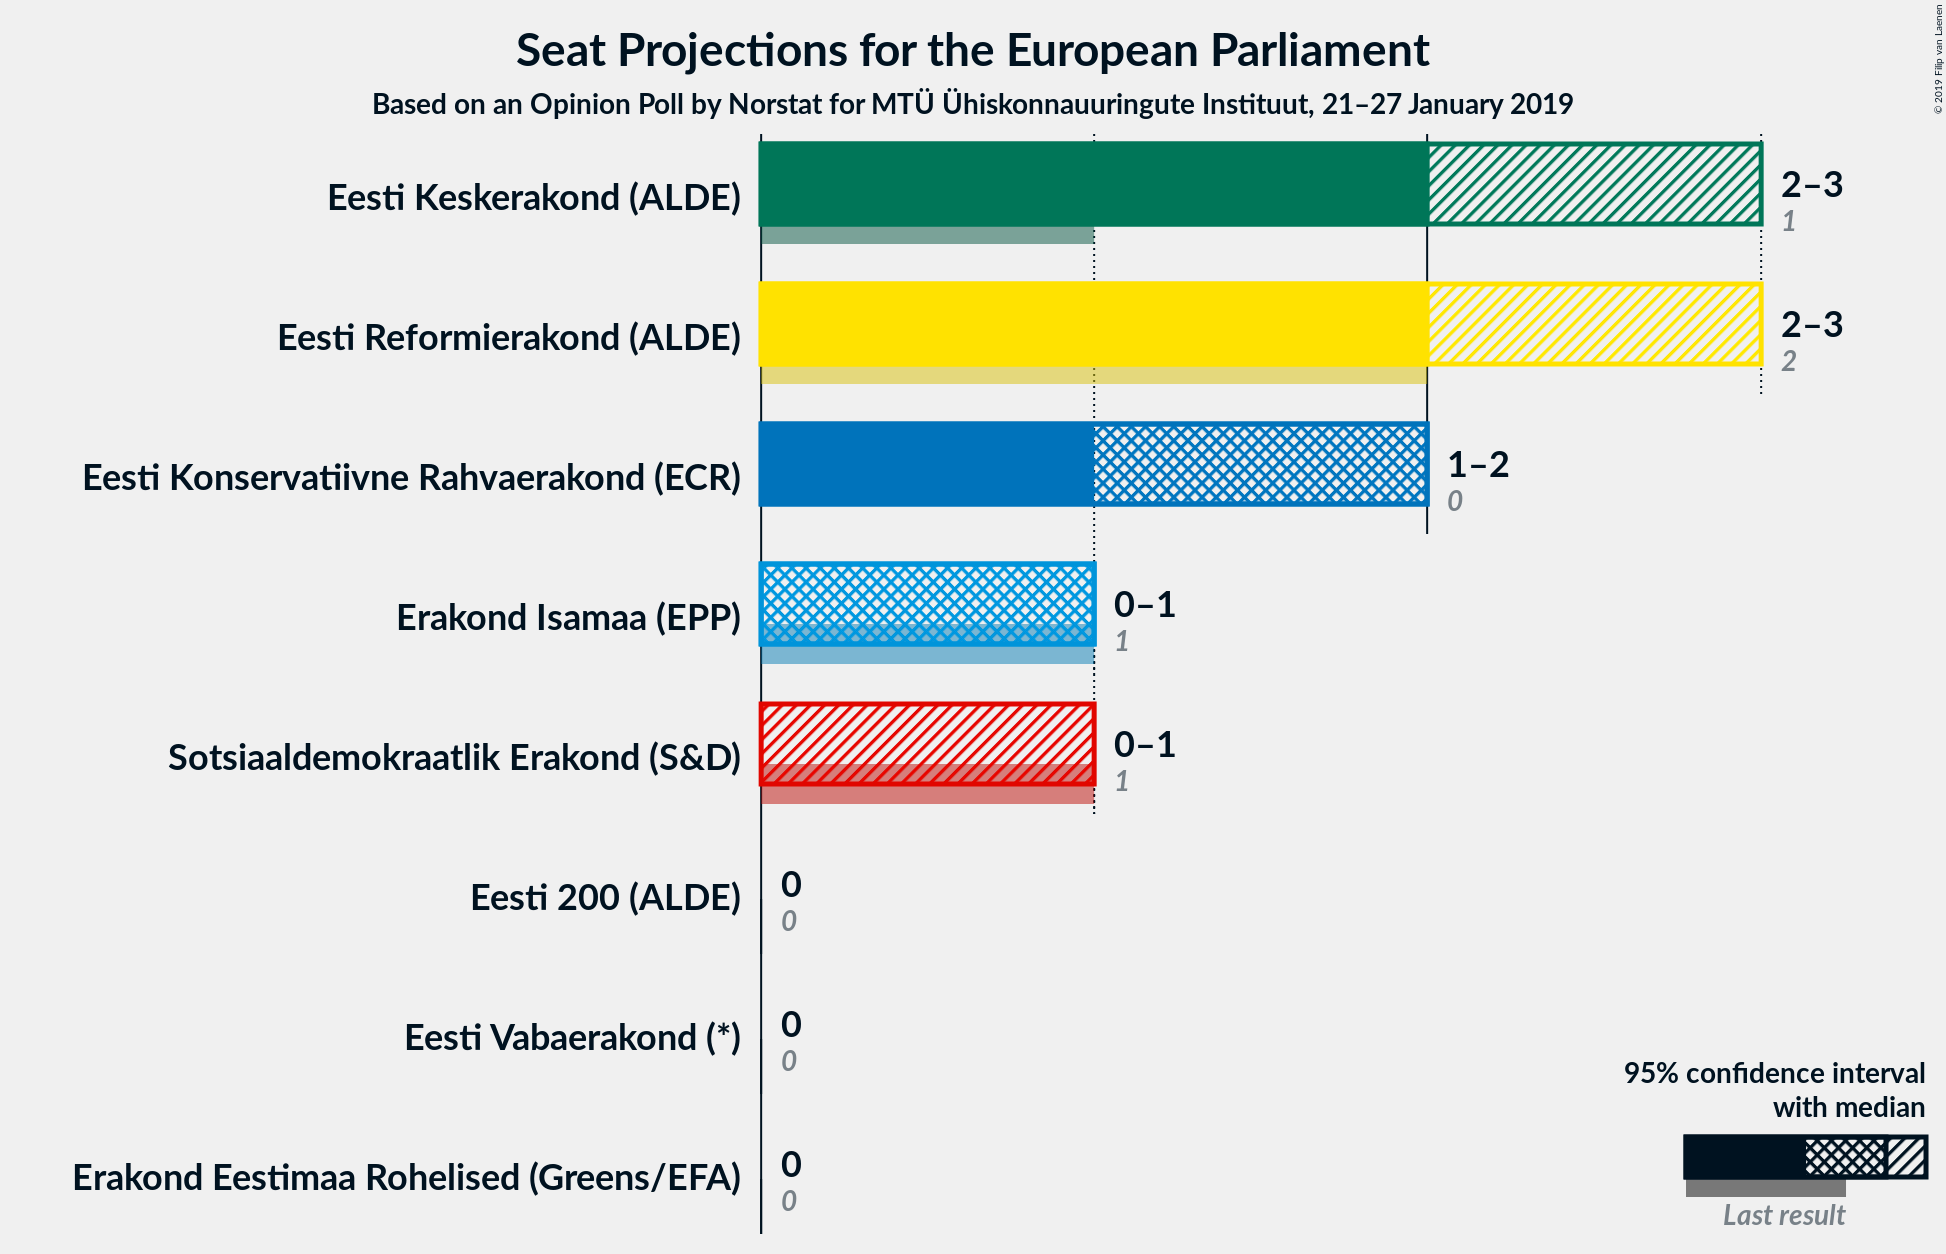 Seat Projections for the European Parliament
Based on an Opinion Poll by Norstat for MTÜ Ühiskonnauuringute Instituut, 21–27 January 2019
© 2019 Filip van Laenen
Eesti Keskerakond (ALDE)
2–3
1
Eesti Reformierakond (ALDE)
2–3
2
Eesti Konservatiivne Rahvaerakond (ECR)
1–2
0
Erakond Isamaa (EPP)
0–1
1
Sotsiaaldemokraatlik Erakond (S&D)
0–1
1
Eesti 200 (ALDE)
0
0
Eesti Vabaerakond (*)
0
0
Erakond Eestimaa Rohelised (Greens/EFA)
0
0
95% confidence interval
with median
Last result